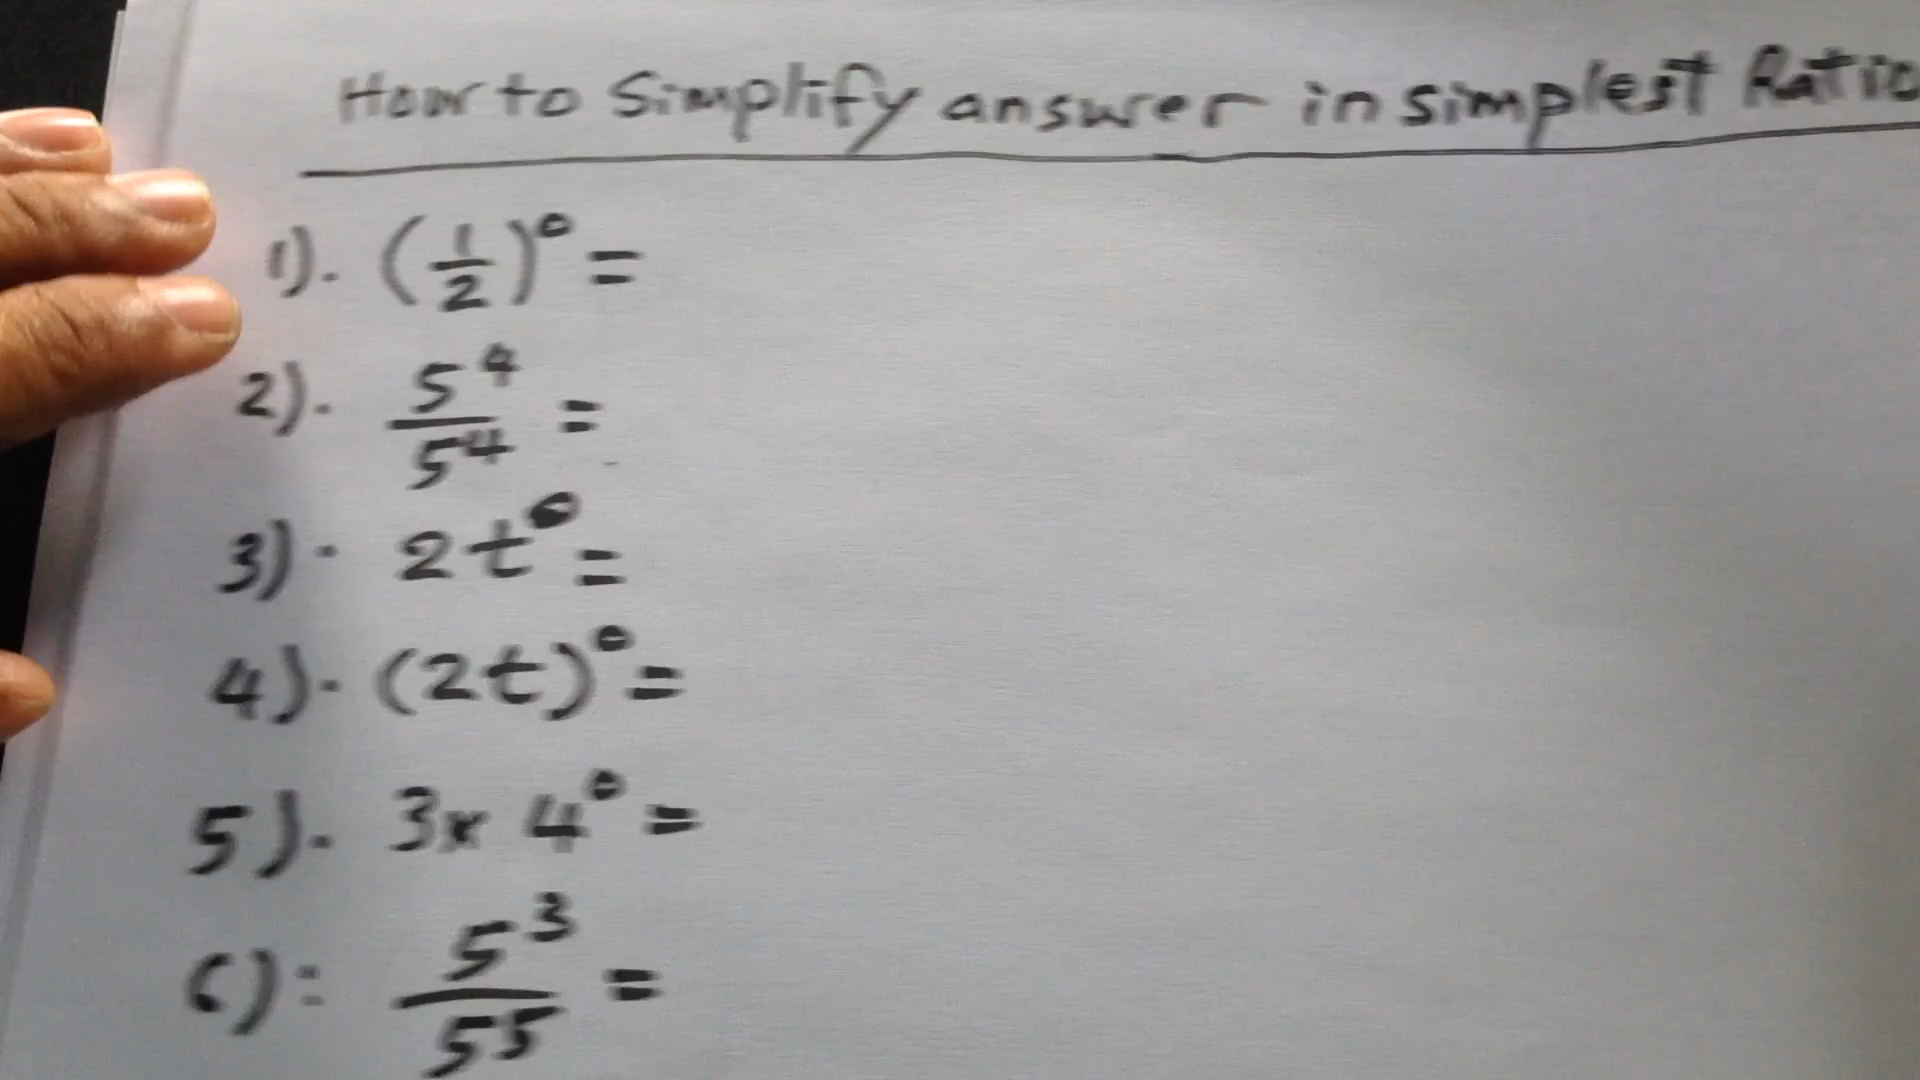 How to Simplify answer in simplest Ratio
1). (1/2)⁰ =
2). 5⁴/5⁴ =
3). 2t⁰ =
4). (2t)⁰ =
5). 3x 4⁰ =
6): 5³/5⁵ =